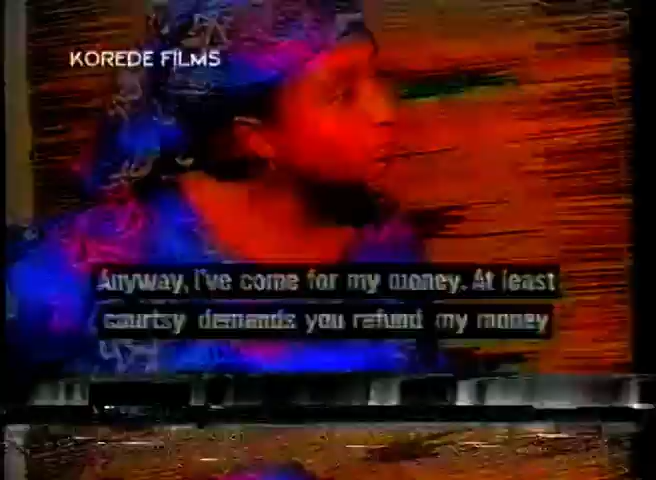 KOREDE FILMS
Anyway, I've come for my money. At least
courtsy demands you refund my money